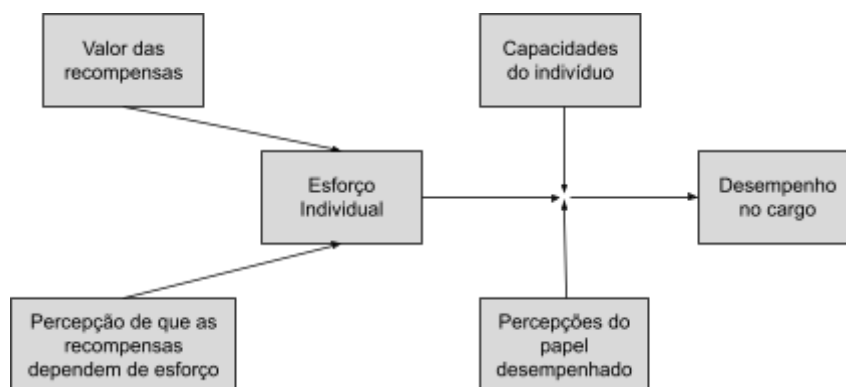 Valor das
recompensas
Capacidades
do indivíduo
Esforço
Individual
Desempenho
no cargo
Percepção de que as
recompensas
dependem de esforço
Percepções do
papel
desempenhado